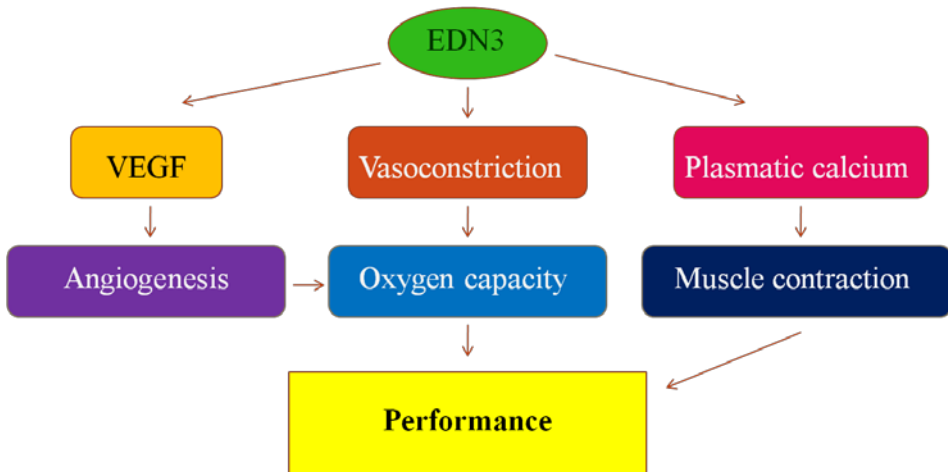 EDN3
VEGF
Vasoconstriction
Plasmatic calcium
Angiogenesis
Oxygen capacity
Muscle contraction
Performance